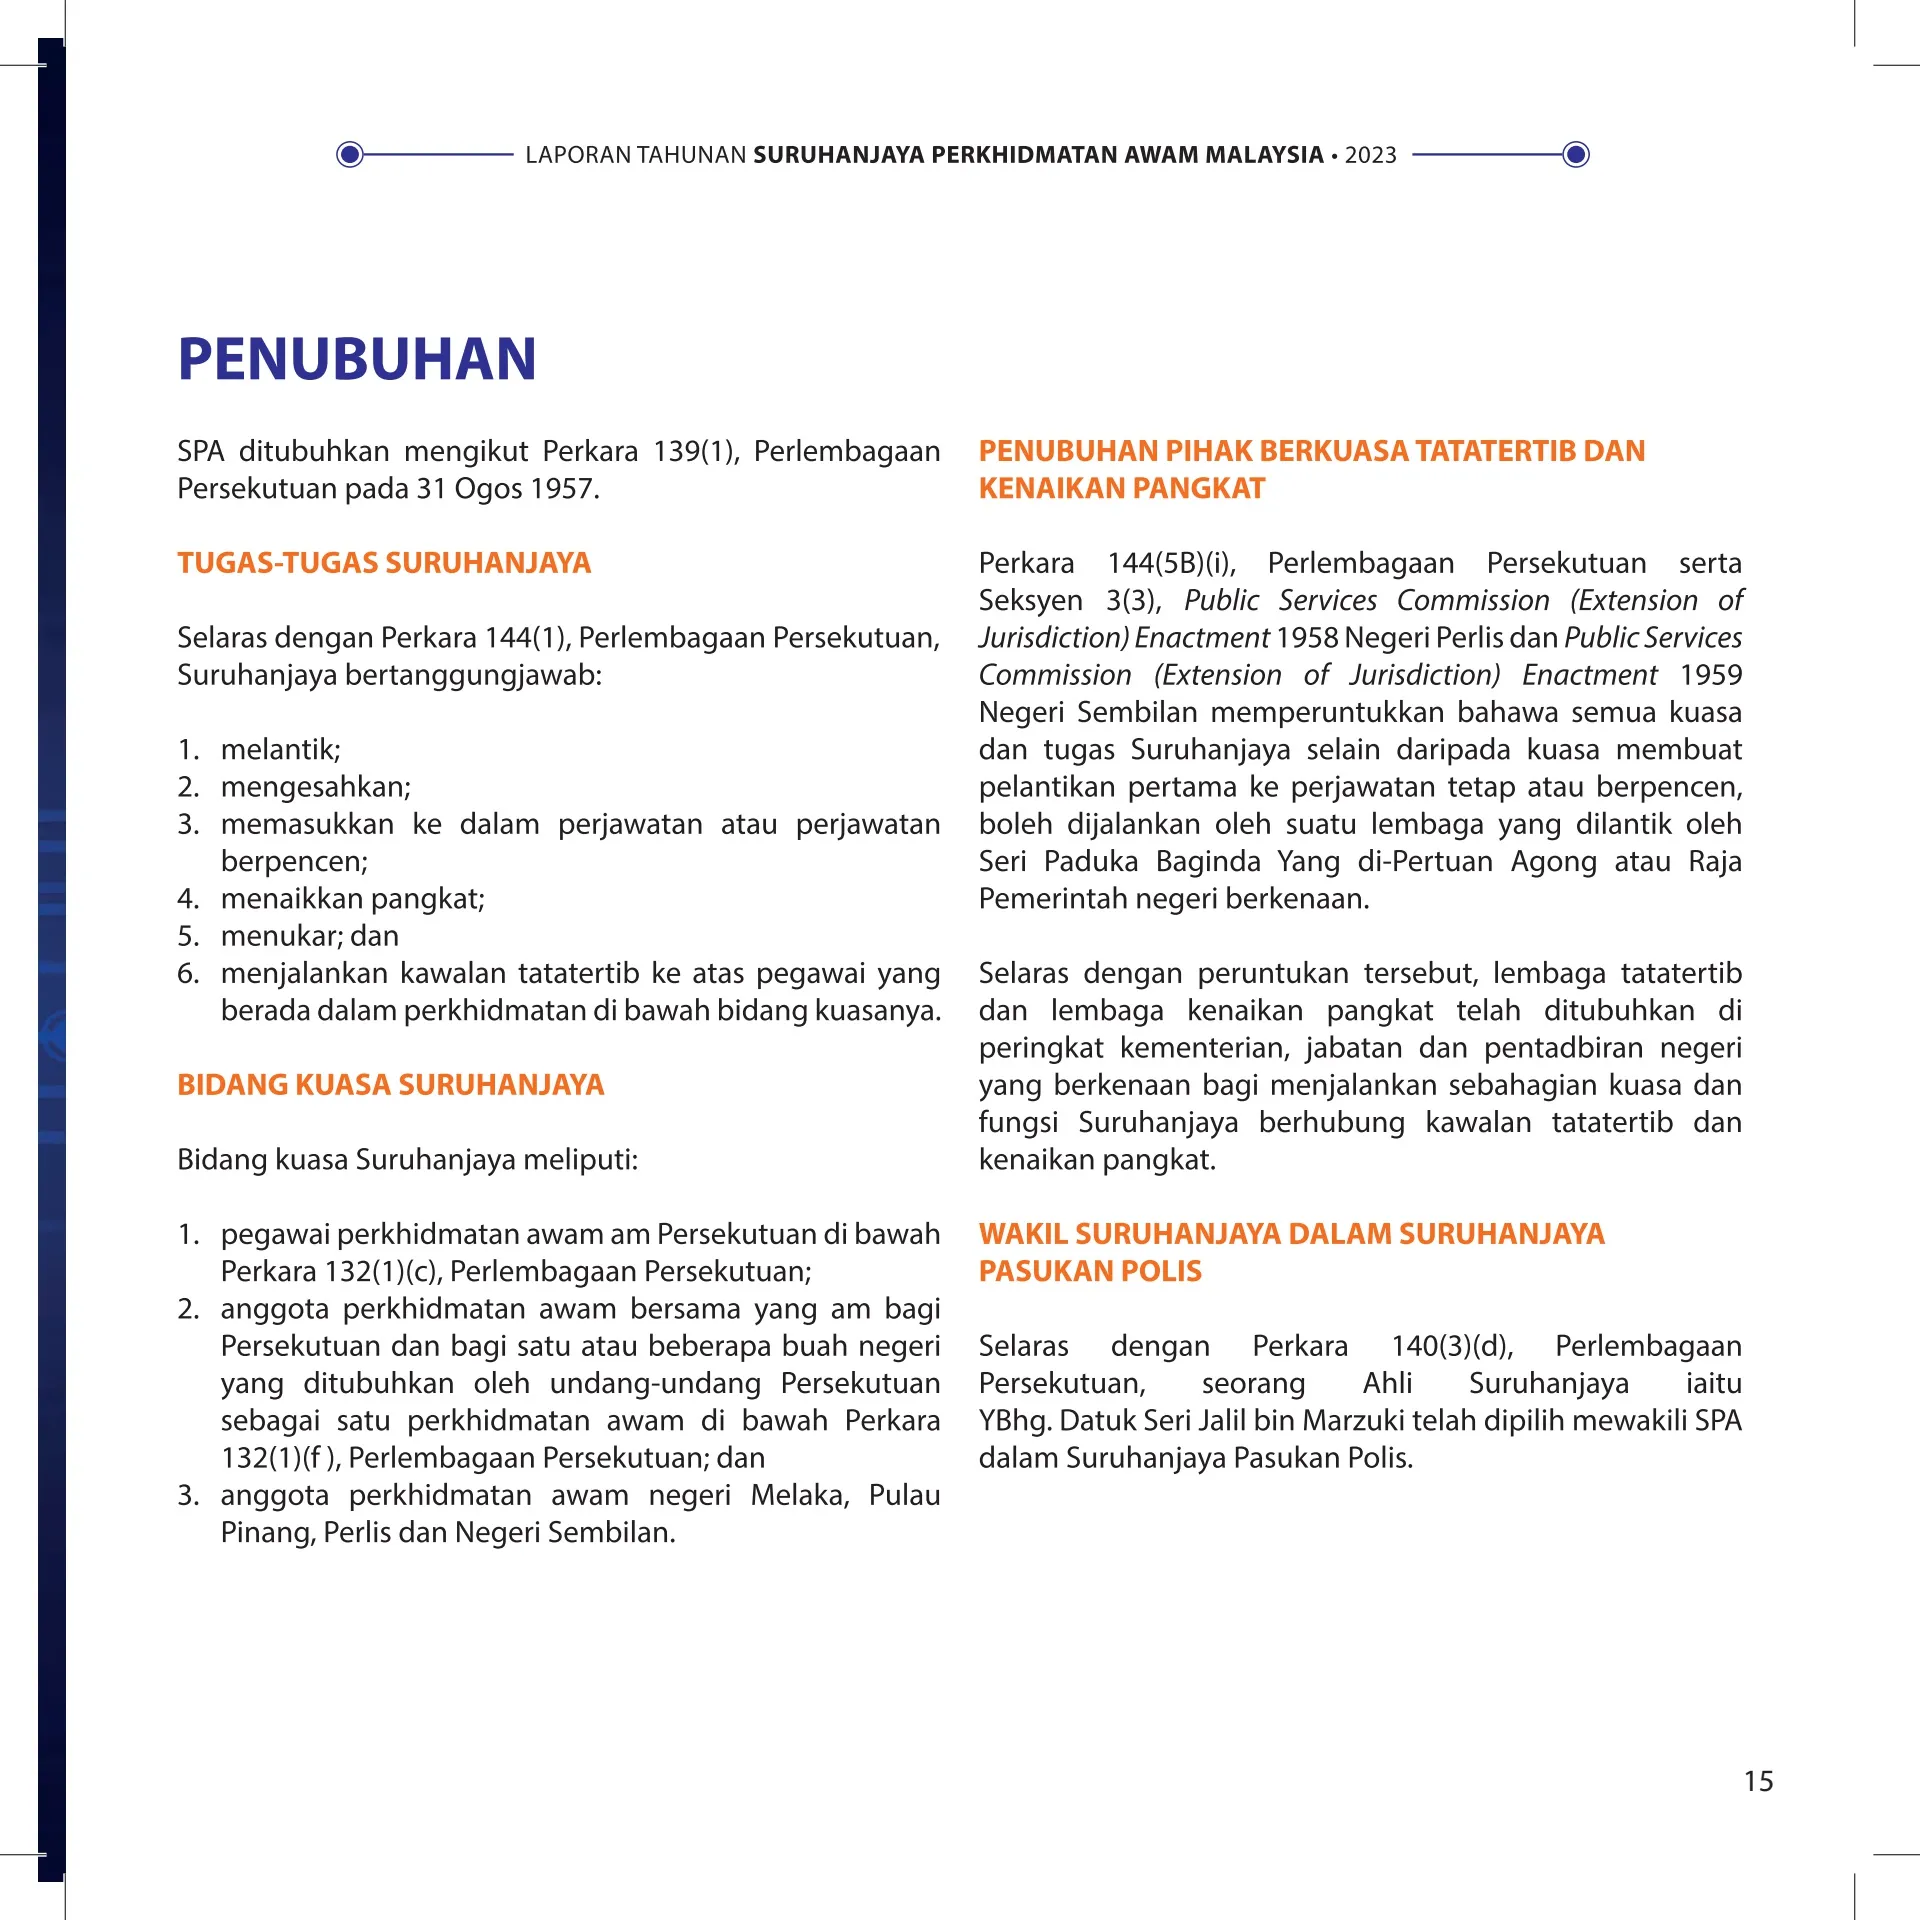 LAPORAN TAHUNAN SURUHANJAYA PERKHIDMATAN AWAM MALAYSIA • 2023
PENUBUHAN
SPA ditubuhkan mengikut Perkara 139(1), Perlembagaan
Persekutuan pada 31 Ogos 1957.
TUGAS-TUGAS SURUHANJAYA
Selaras dengan Perkara 144(1), Perlembagaan Persekutuan,
Suruhanjaya bertanggungjawab:
1. melantik;
2. mengesahkan;
3. memasukkan ke dalam perjawatan atau perjawatan
berpencen;
4. menaikkan pangkat;
5. menukar; dan
6. menjalankan kawalan tatatertib ke atas pegawai yang
berada dalam perkhidmatan di bawah bidang kuasanya.
BIDANG KUASA SURUHANJAYA
Bidang kuasa Suruhanjaya meliputi:
1. pegawai perkhidmatan awam am Persekutuan di bawah
Perkara 132(1)(c), Perlembagaan Persekutuan;
2. anggota perkhidmatan awam bersama yang am bagi
Persekutuan dan bagi satu atau beberapa buah negeri
yang ditubuhkan oleh undang-undang Persekutuan
sebagai satu perkhidmatan awam di bawah Perkara
132(1)(f ), Perlembagaan Persekutuan; dan
3. anggota perkhidmatan awam negeri Melaka, Pulau
Pinang, Perlis dan Negeri Sembilan.
PENUBUHAN PIHAK BERKUASA TATATERTIB DAN
KENAIKAN PANGKAT
Perkara 144(5B)(i), Perlembagaan Persekutuan serta
Seksyen 3(3), Public Services Commission (Extension of
Jurisdiction) Enactment 1958 Negeri Perlis dan Public Services
Commission (Extension of Jurisdiction) Enactment 1959
Negeri Sembilan memperuntukkan bahawa semua kuasa
dan tugas Suruhanjaya selain daripada kuasa membuat
pelantikan pertama ke perjawatan tetap atau berpencen,
boleh dijalankan oleh suatu lembaga yang dilantik oleh
Seri Paduka Baginda Yang di-Pertuan Agong atau Raja
Pemerintah negeri berkenaan.
Selaras dengan peruntukan tersebut, lembaga tatatertib
dan lembaga kenaikan pangkat telah ditubuhkan di
peringkat kementerian, jabatan dan pentadbiran negeri
yang berkenaan bagi menjalankan sebahagian kuasa dan
fungsi Suruhanjaya berhubung kawalan tatatertib dan
kenaikan pangkat.
WAKIL SURUHANJAYA DALAM SURUHANJAYA
PASUKAN POLIS
Selaras dengan Perkara 140(3)(d), Perlembagaan
Persekutuan, seorang Ahli Suruhanjaya iaitu
YBhg. Datuk Seri Jalil bin Marzuki telah dipilih mewakili SPA
dalam Suruhanjaya Pasukan Polis.
15